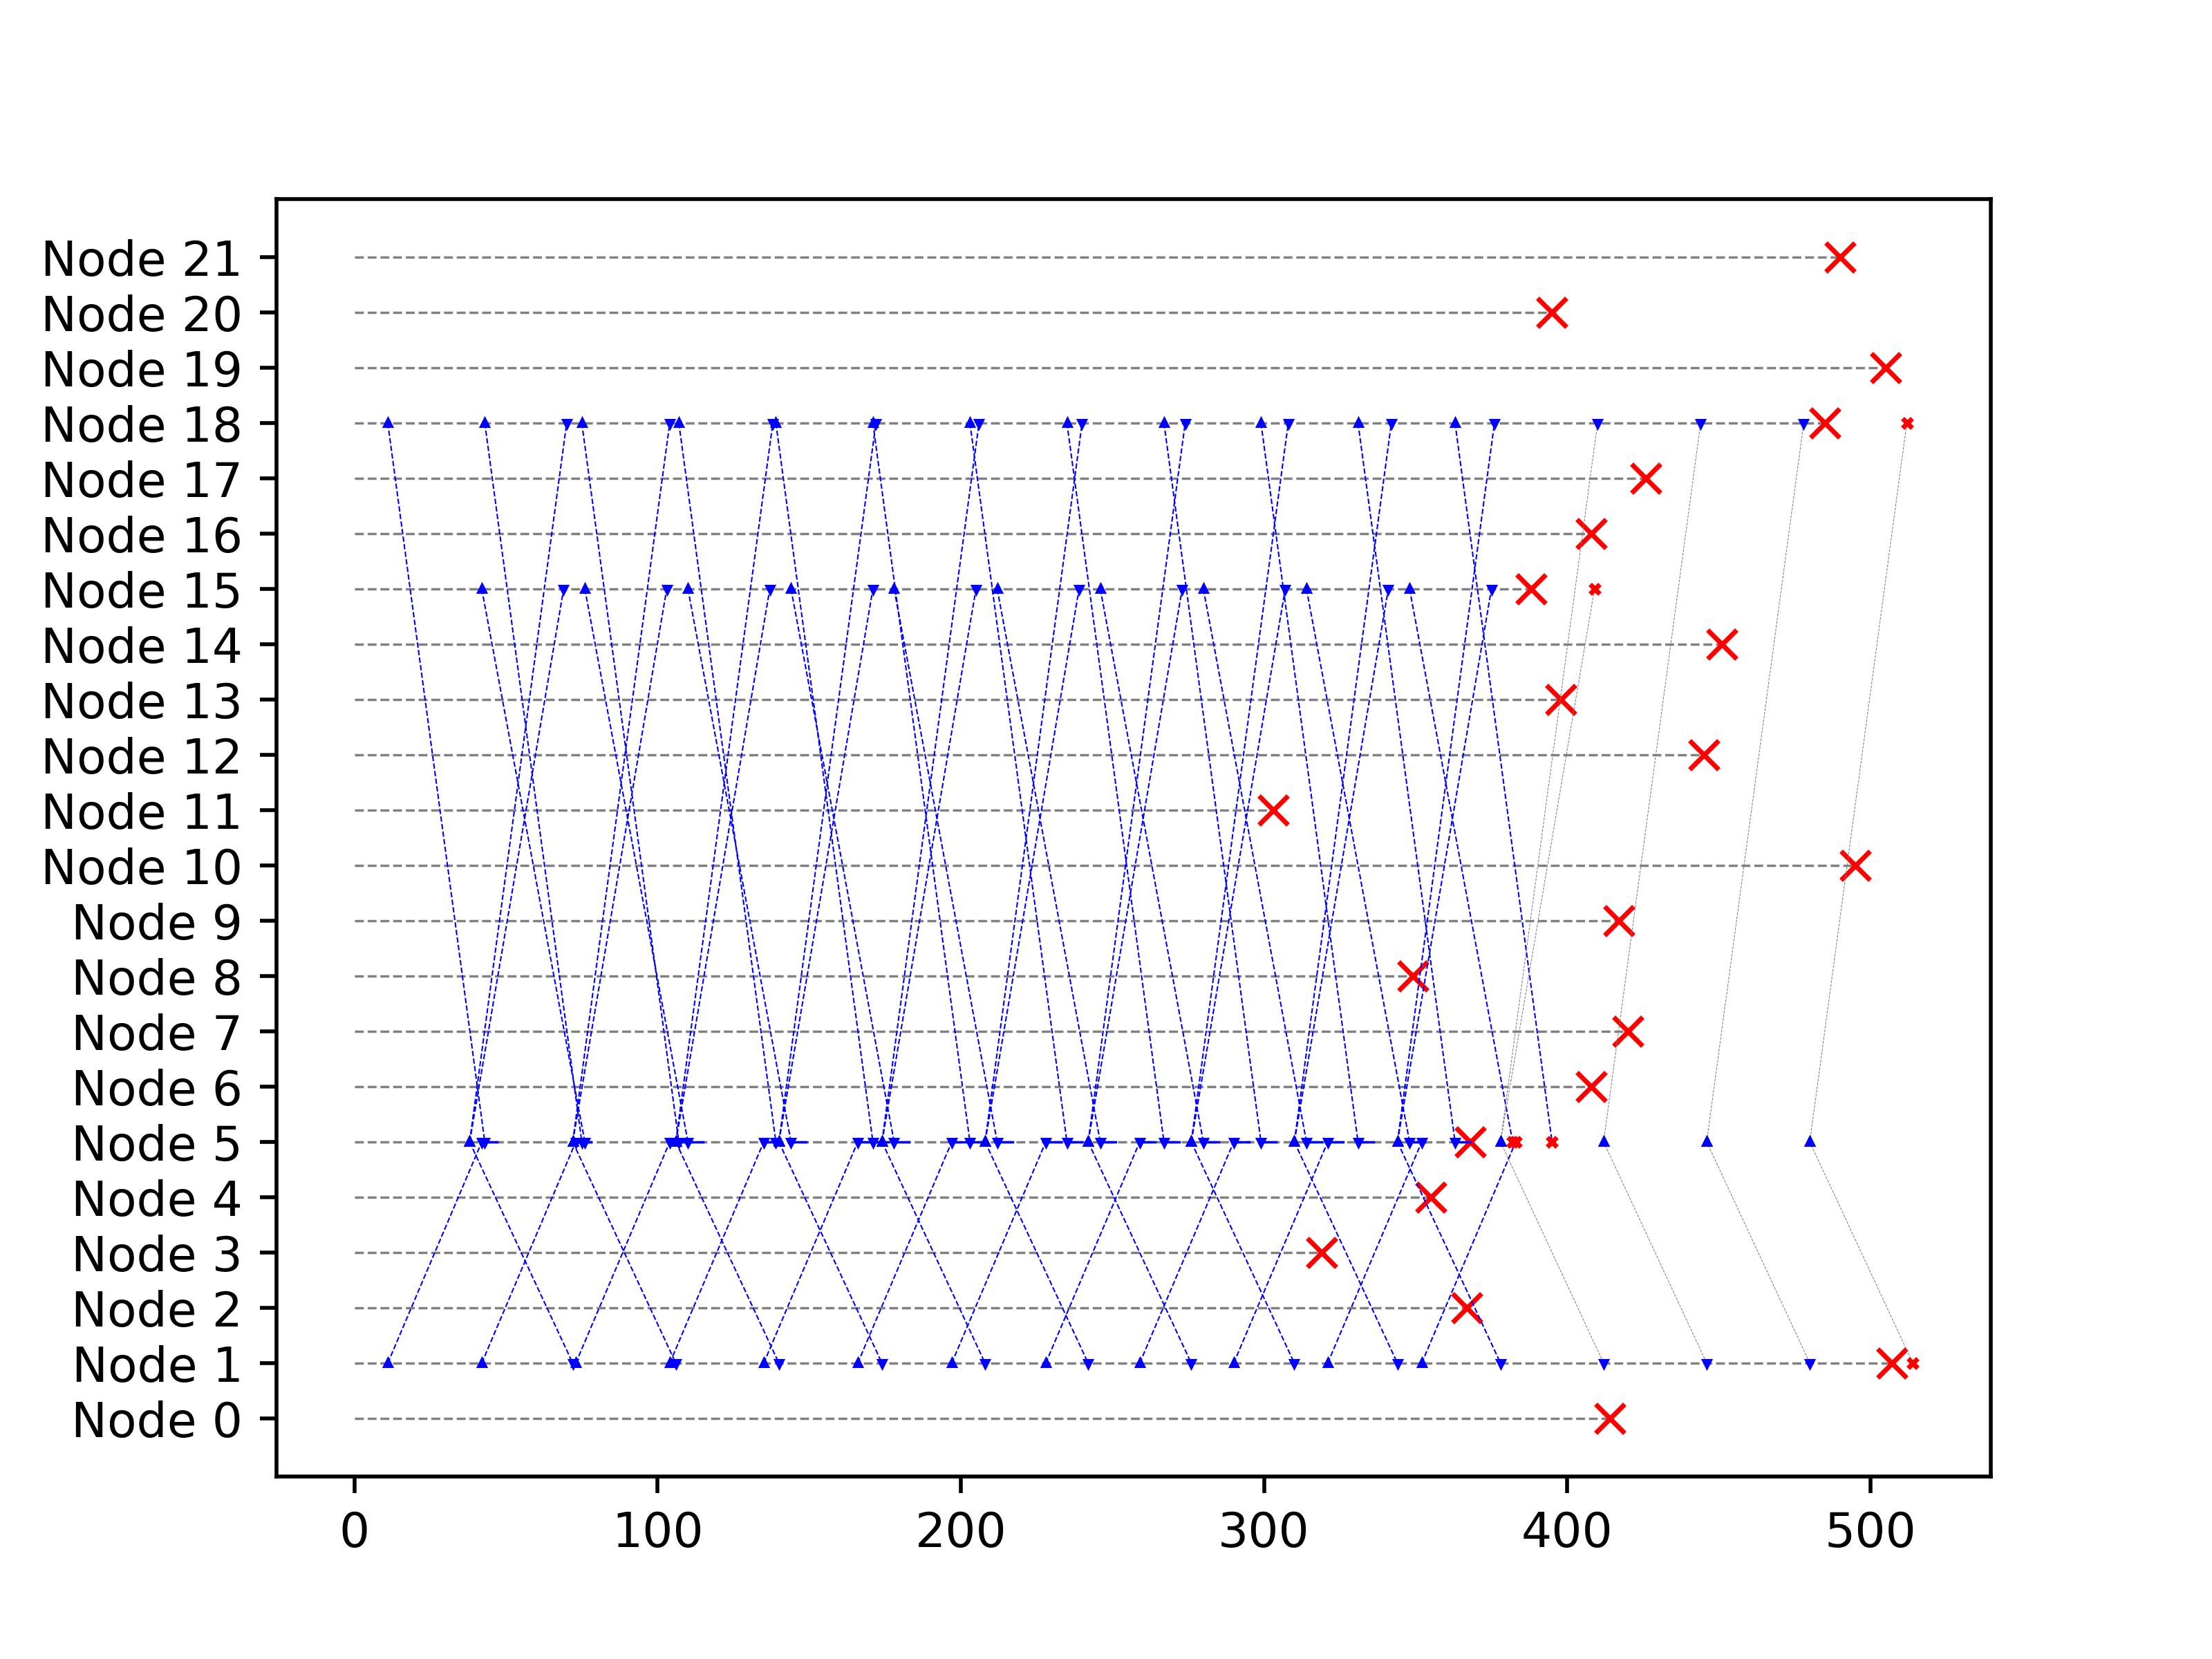 Node 21
Node 20
Node 19
Node 18
Node 17
Node 16
Node 15
Node 14
Node 13
Node 12
Node 11
Node 10
Node 9
Node 8
Node 7
Node 6
Node 5
Node 4
Node 3
Node 2
Node 1
Node 0
0 100 200 300 400 500